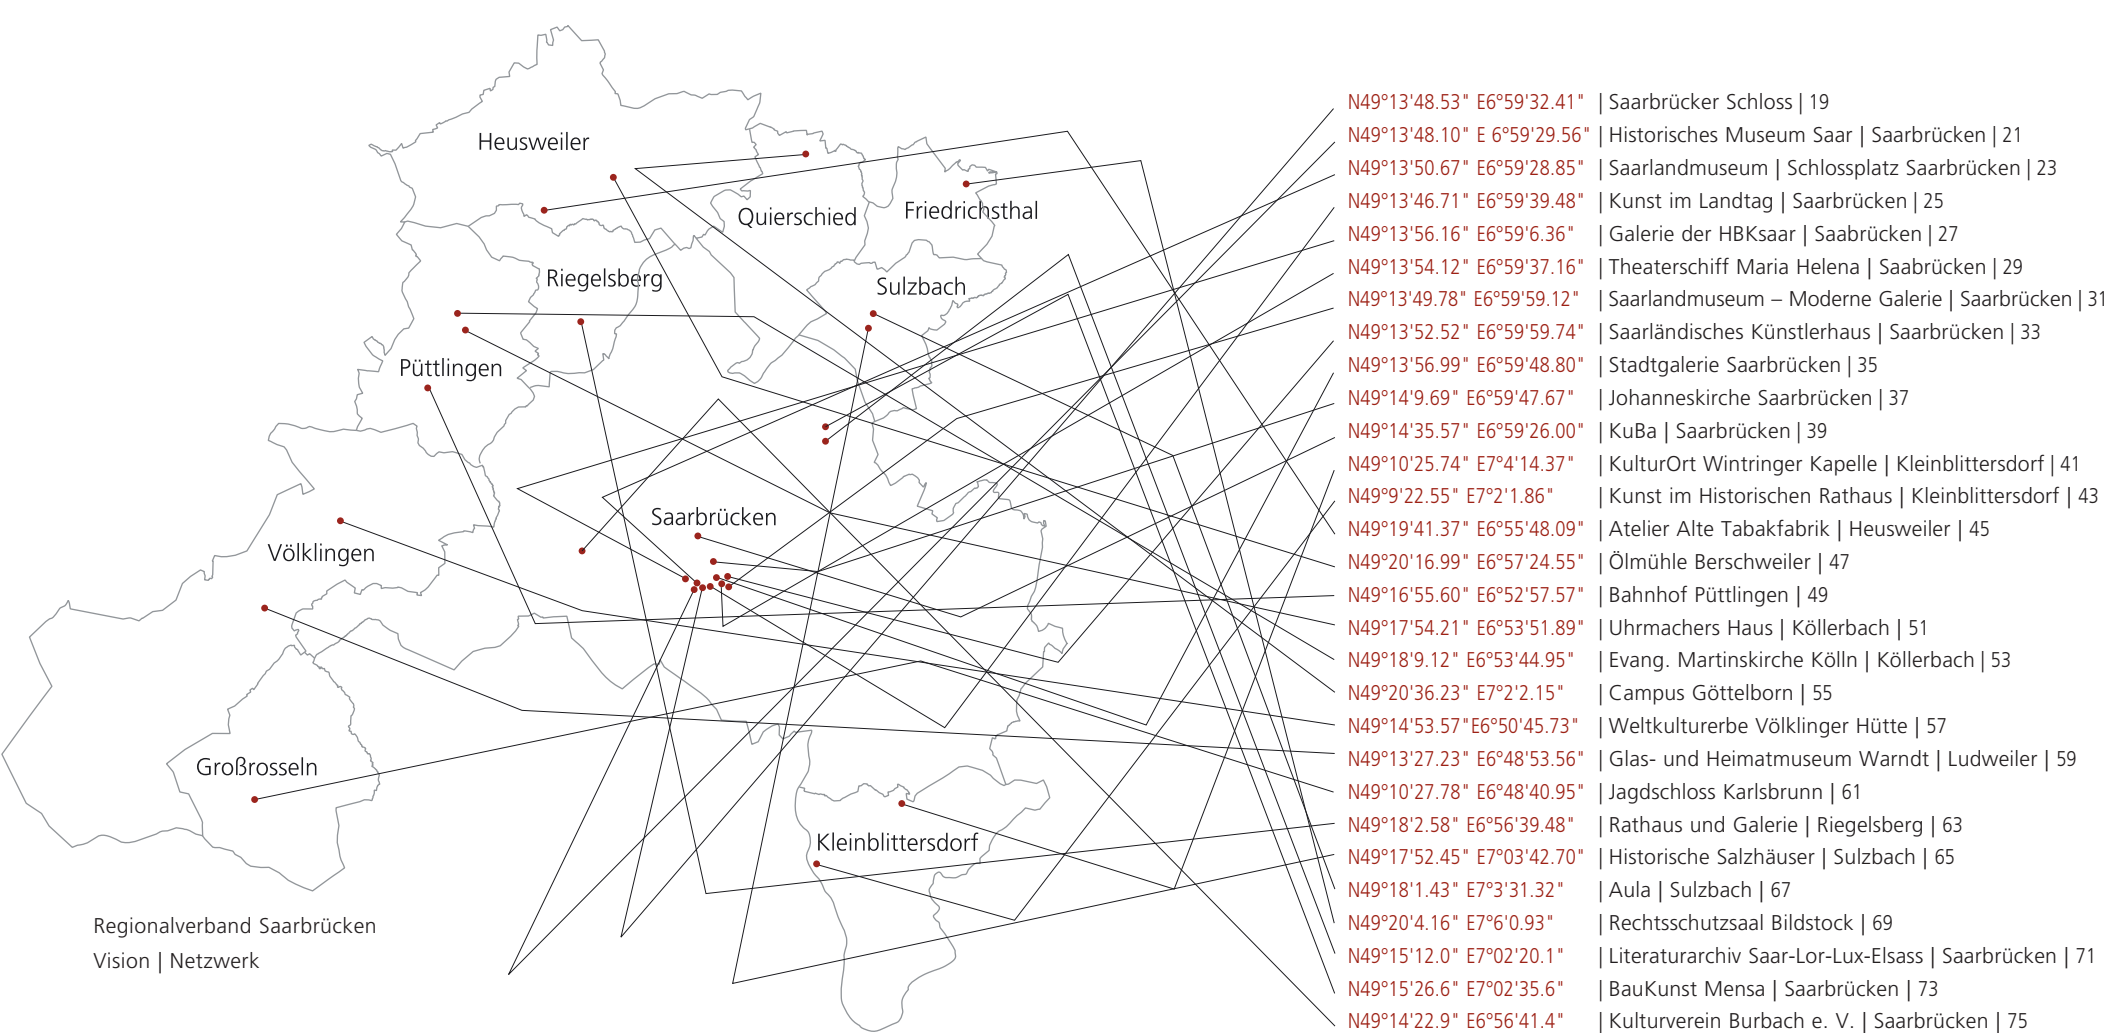 Heusweiler
Quierschied
Friedrichsthal
Riegelsberg
Sulzbach
Püttlingen
Saarbrücken
Völklingen
Großrosseln
Kleinblittersdorf
Regionalverband Saarbrücken
Vision | Netzwerk
N49°13'48.53" E6°59'32.41" | Saarbrücker Schloss | 19
N49°13'48.10" E 6°59'29.56" | Historisches Museum Saar | Saarbrücken | 21
N49°13'50.67" E6°59'28.85" | Saarlandmuseum | Schlossplatz Saarbrücken | 23
N49°13'46.71" E6°59'39.48" | Kunst im Landtag | Saarbrücken | 25
N49°13'56.16" E6°59'6.36" | Galerie der HBKsaar | Saabrücken | 27
N49°13'54.12" E6°59'37.16" | Theaterschiff Maria Helena | Saabrücken | 29
N49°13'49.78" E6°59'59.12" | Saarlandmuseum – Moderne Galerie | Saarbrücken | 31
N49°13'52.52" E6°59'59.74" | Saarländisches Künstlerhaus | Saarbrücken | 33
N49°13'56.99" E6°59'48.80" | Stadtgalerie Saarbrücken | 35
N49°14'9.69" E6°59'47.67" | Johanneskirche Saarbrücken | 37
N49°14'35.57" E6°59'26.00" | KuBa | Saarbrücken | 39
N49°10'25.74" E7°4'14.37" | KulturOrt Wintringer Kapelle | Kleinblittersdorf | 41
N49°9'22.55" E7°2'1.86" | Kunst im Historischen Rathaus | Kleinblittersdorf | 43
N49°19'41.37" E6°55'48.09" | Atelier Alte Tabakfabrik | Heusweiler | 45
N49°20'16.99" E6°57'24.55" | Ölmühle Berschweiler | 47
N49°16'55.60" E6°52'57.57" | Bahnhof Püttlingen | 49
N49°17'54.21" E6°53'51.89" | Uhrmachers Haus | Köllerbach | 51
N49°18'9.12" E6°53'44.95" | Evang. Martinskirche Kölln | Köllerbach | 53
N49°20'36.23" E7°2'2.15" | Campus Göttelborn | 55
N49°14'53.57"E6°50'45.73" | Weltkulturerbe Völklinger Hütte | 57
N49°13'27.23" E6°48'53.56" | Glas- und Heimatmuseum Warndt | Ludweiler | 59
N49°10'27.78" E6°48'40.95" | Jagdschloss Karlsbrunn | 61
N49°18'2.58" E6°56'39.48" | Rathaus und Galerie | Riegelsberg | 63
N49°17'52.45" E7°03'42.70" | Historische Salzhäuser | Sulzbach | 65
N49°18'1.43" E7°3'31.32" | Aula | Sulzbach | 67
N49°20'4.16" E7°6'0.93" | Rechtsschutzsaal Bildstock | 69
N49°15'12.0" E7°02'20.1" | Literaturarchiv Saar-Lor-Lux-Elsass | Saarbrücken | 71
N49°15'26.6" E7°02'35.6" | BauKunst Mensa | Saarbrücken | 73
N49°14'22.9" E6°56'41.4" | Kulturverein Burbach e. V. | Saarbrücken | 75